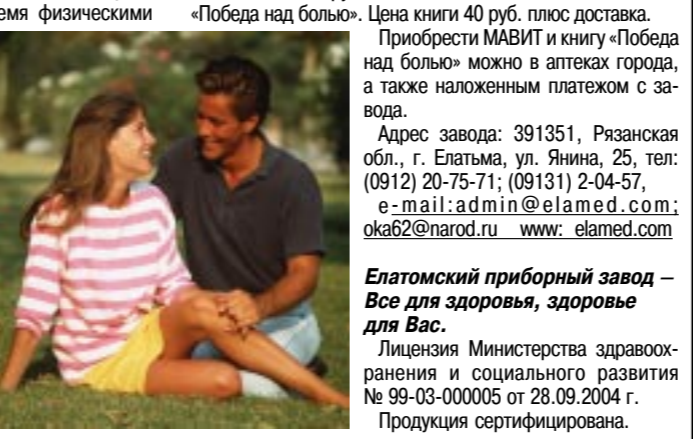 емя физическими
«Победа над болью». Цена книги 40 руб. плюс доставка.
Приобрести МАВИТ и книгу «Победа
над болью» можно в аптеках города,
а также наложенным платежом с за-
вода.
Адрес завода: 391351, Рязанская
обл., г. Елатьма, ул. Янина, 25, тел:
(0912) 20-75-71; (09131) 2-04-57,
e-mail:admin@elamed.com;
oka62@narod.ru www: elamed.com
Елатомский приборный завод –
Все для здоровья, здоровье
для Вас.
Лицензия Министерства здравоох-
ранения и социального развития
№ 99-03-000005 от 28.09.2004 г.
Продукция сертифицирована.